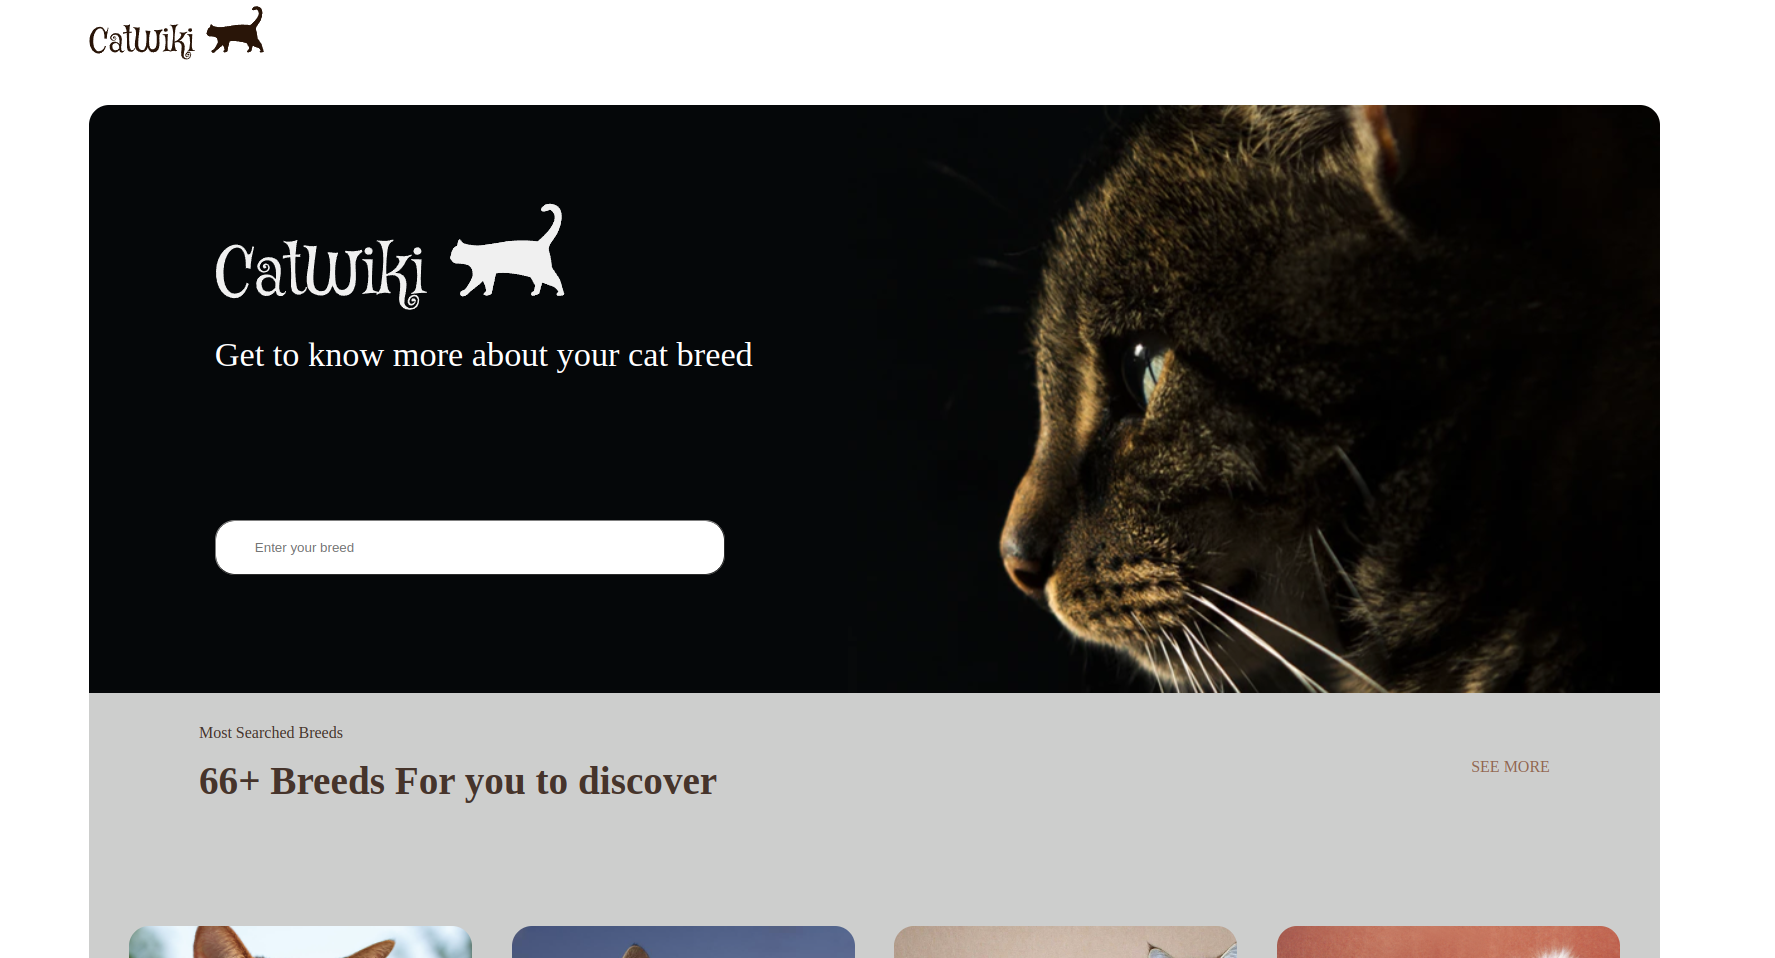 CatWiki
CatWiki
Get to know more about your cat breed
Enter your breed
Most Searched Breeds
66+ Breeds For you to discover
SEE MORE